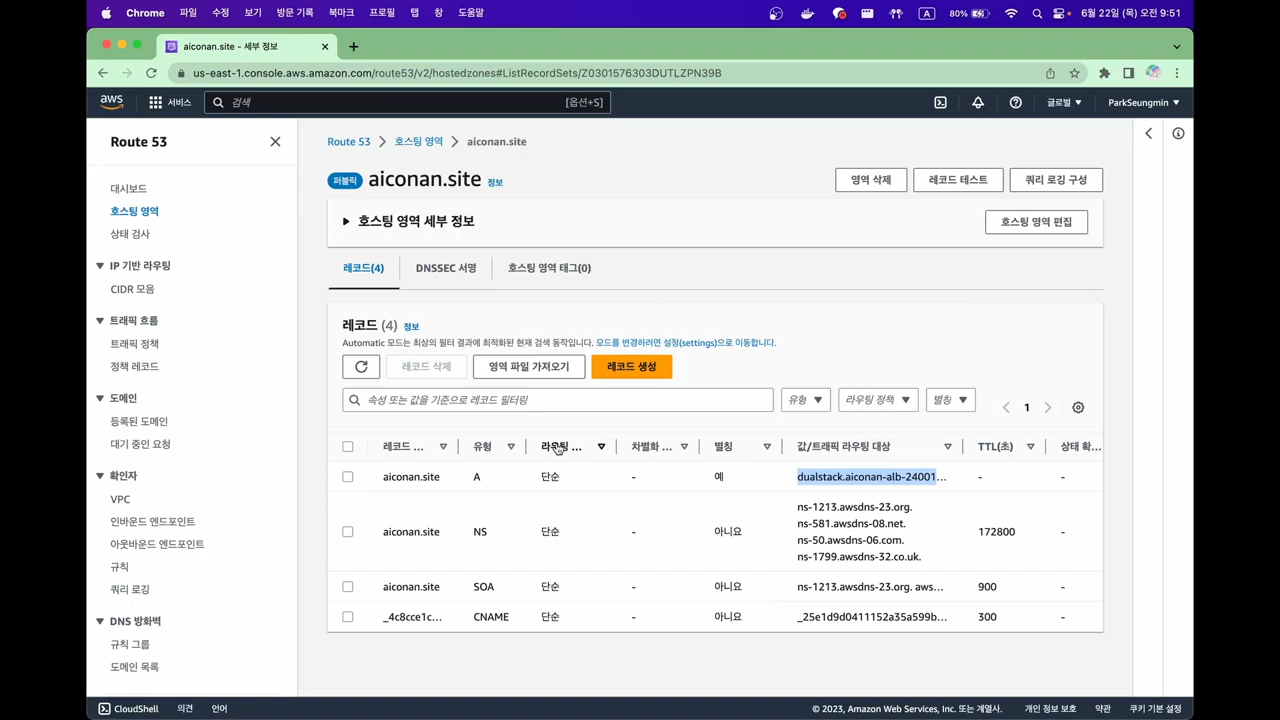 Chrome 파일 수정 보기 방문 기록 북마크 프로필 탭 창 도움말 A 80% 6월 22일 (목) 오전 9:51
aiconan.site - 세부 정보
us-east-1.console.aws.amazon.com/route53/v2/hostedzones#ListRecordSets/Z0301576303DUTLZPN39B
aws 서비스 검색 [옵션+S] 글로벌 ParkSeungmin
Route 53
대시보드
호스팅 영역
상태 검사
IP 기반 라우팅
CIDR 모음
트래픽 흐름
트래픽 정책
정책 레코드
도메인
등록된 도메인
대기 중인 요청
확인자
VPC
인바운드 엔드포인트
아웃바운드 엔드포인트
규칙
쿼리 로깅
DNS 방화벽
규칙 그룹
도메인 목록
Route 53 호스팅 영역 aiconan.site
퍼블릭 aiconan.site 정보 영역 삭제 레코드 테스트 쿼리 로깅 구성
호스팅 영역 세부 정보 호스팅 영역 편집
레코드(4) DNSSEC 서명 호스팅 영역 태그(0)
레코드 (4) 정보
Automatic 모드는 최상의 필터 결과에 최적화된 현재 검색 동작입니다. 모드를 변경하려면 설정(settings)으로 이동합니다.
레코드 삭제 영역 파일 가져오기 레코드 생성
속성 또는 값을 기준으로 레코드 필터링 유형 라우팅 정책 별칭 1
레코드 ... 유형 라우팅 ... 차별화 ... 별칭 값/트래픽 라우팅 대상 TTL(초) 상태 확...
aiconan.site A 단순 - 예 dualstack.aiconan-alb-24001... - -
aiconan.site NS 단순 - 아니요 ns-1213.awsdns-23.org.
ns-581.awsdns-08.net.
ns-50.awsdns-06.com.
ns-1799.awsdns-32.co.uk. 172800 -
aiconan.site SOA 단순 - 아니요 ns-1213.awsdns-23.org. aws... 900 -
_4c8cce1c... CNAME 단순 - 아니요 _25e1d9d0411152a35a599b... 300 -
CloudShell 의견 언어 © 2023, Amazon Web Services, Inc. 또는 계열사. 개인 정보 보호 약관 쿠키 기본 설정